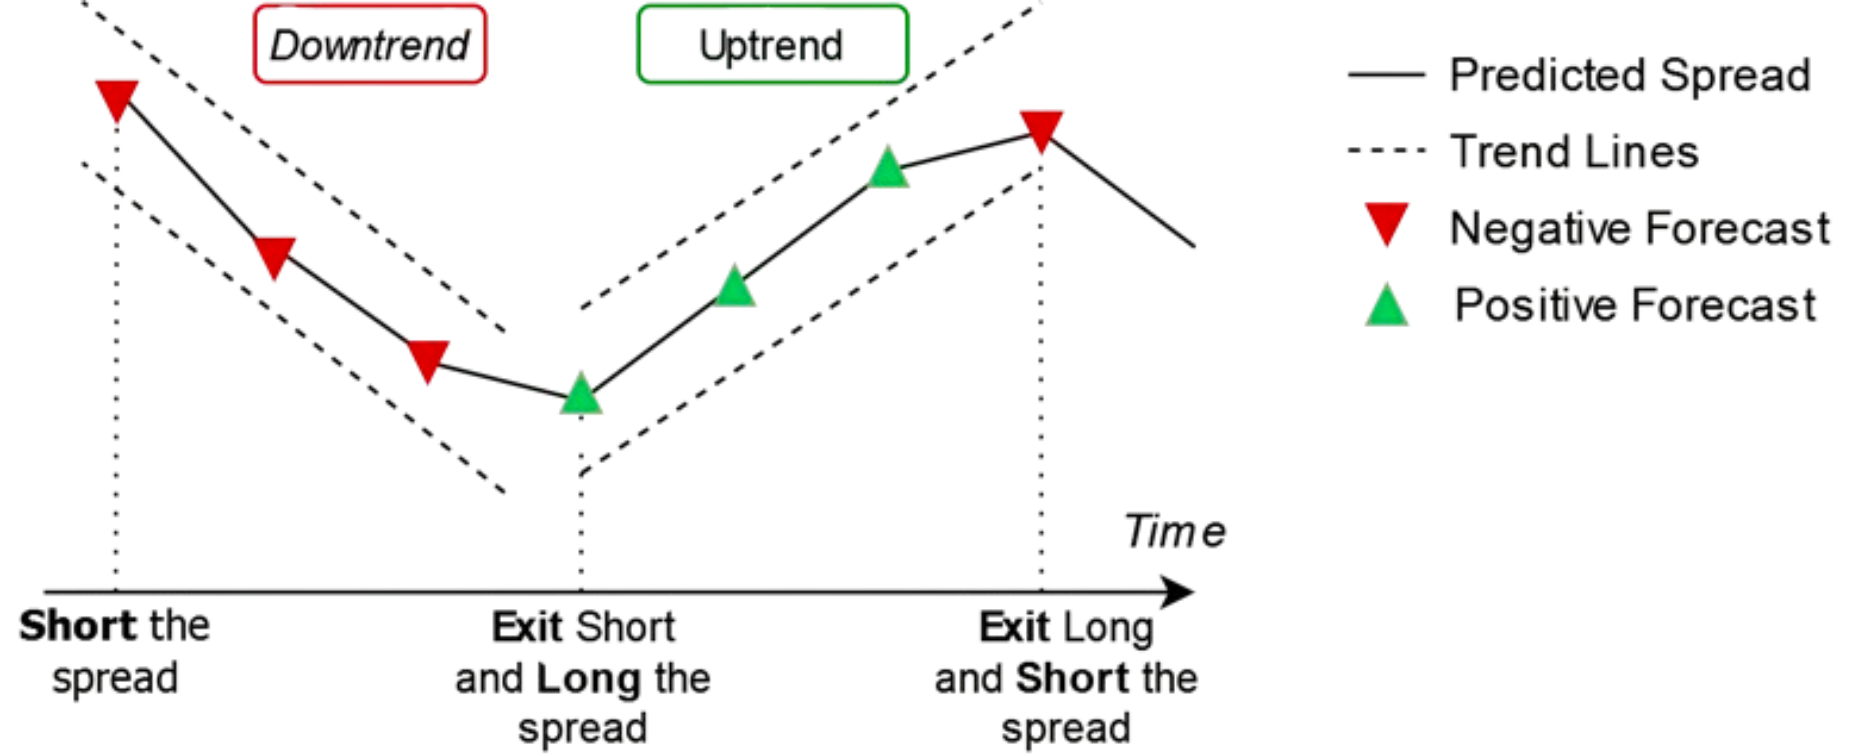 Downtrend
Uptrend
Predicted Spread
Trend Lines
Negative Forecast
Positive Forecast
Time
Short the
spread
Exit Short
and Long the
spread
Exit Long
and Short the
spread